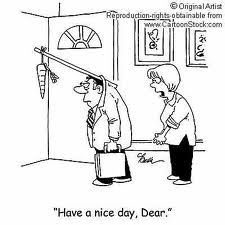 © Original Artist
Reproduction rights obtainable from
www.CartoonStock.com
"Have a nice day, Dear."